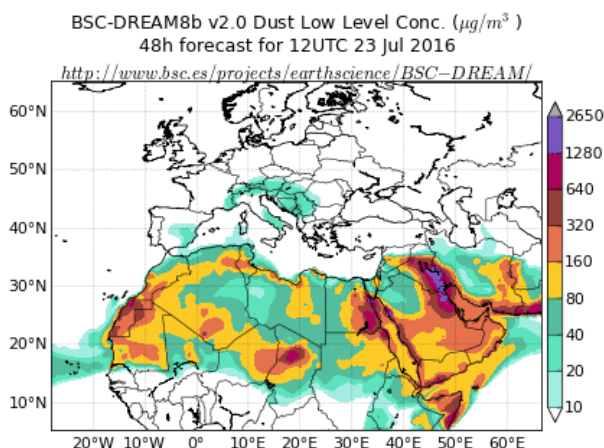 BSC-DREAM8b v2.0 Dust Low Level Conc. (μg/m³ )
48h forecast for 12UTC 23 Jul 2016
http://www.bsc.es/projects/earthscience/BSC−DREAM/
60°N
50°N
40°N
30°N
20°N
10°N
20°W 10°W 0° 10°E 20°E 30°E 40°E 50°E 60°E
2650
1280
640
320
160
80
40
20
10